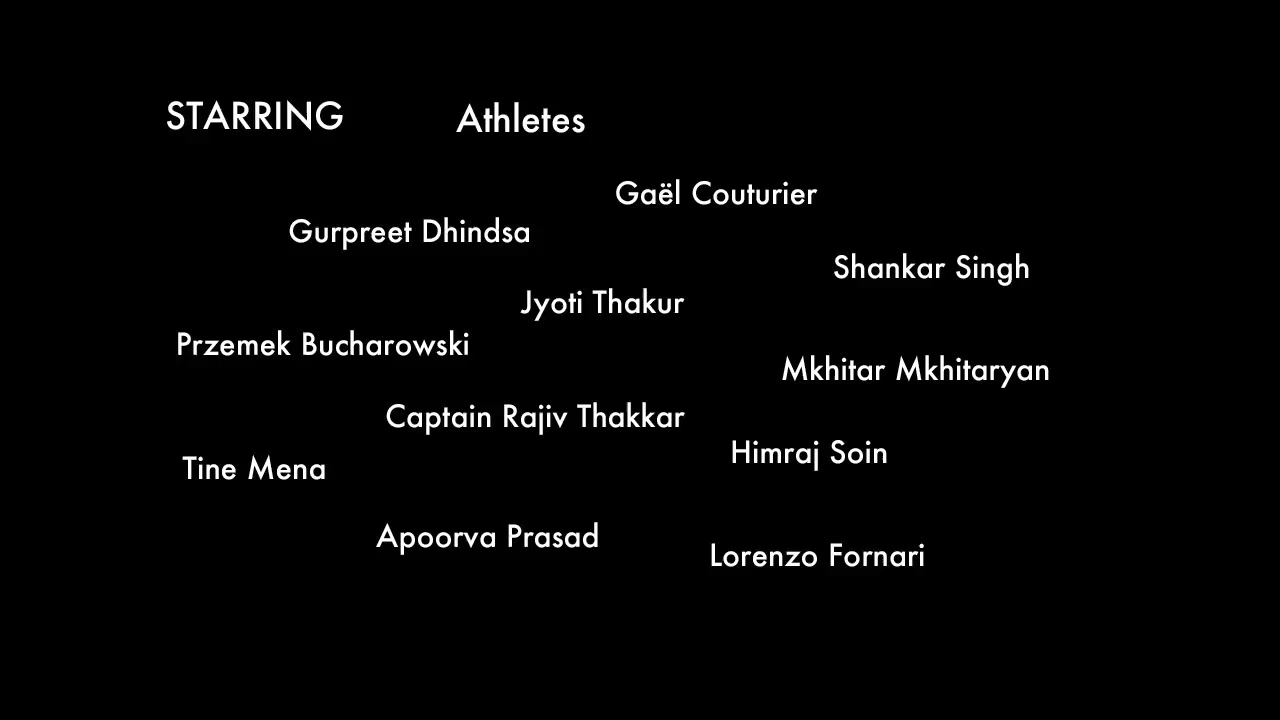 STARRING Athletes
Gaël Couturier
Gurpreet Dhindsa
Shankar Singh
Jyoti Thakur
Przemek Bucharowski
Mkhitar Mkhitaryan
Captain Rajiv Thakkar
Himraj Soin
Tine Mena
Apoorva Prasad
Lorenzo Fornari